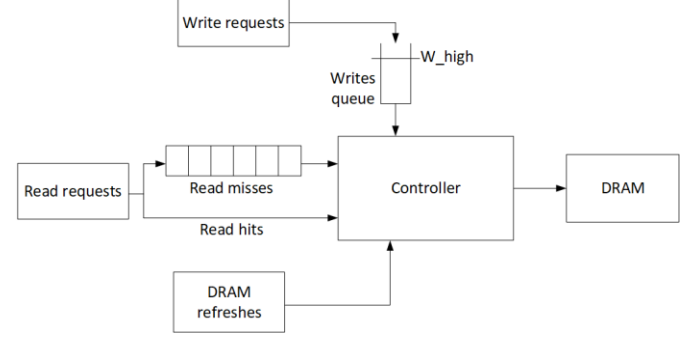 Write requests
W_high
Writes
queue
Read requests
Read misses
Controller
DRAM
Read hits
DRAM
refreshes